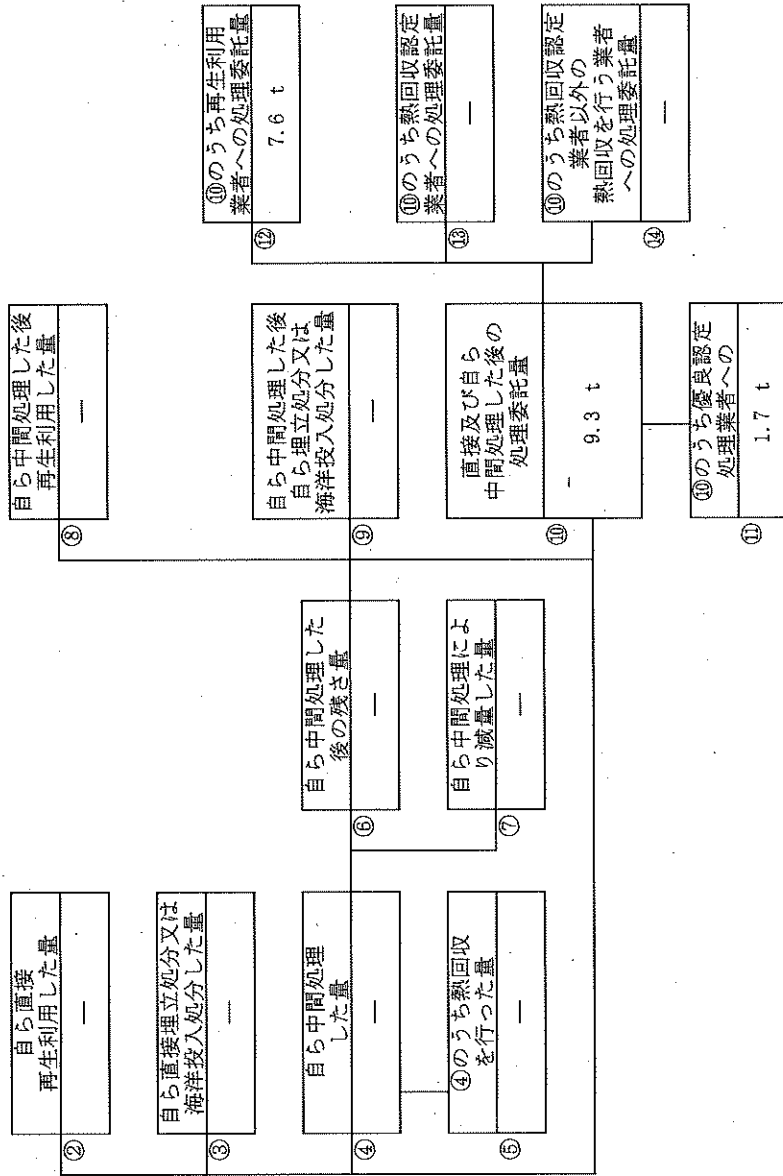 ②
自ら直接
再生利用した量
―
③
自ら直接埋立処分又は
海洋投入処分した量
―
④
自ら中間処理
した量
―
⑤
④のうち熱回収
を行った量
―
⑥
自ら中間処理した
後の残さ量
―
⑦
自ら中間処理によ
り減量した量
―
⑧
自ら中間処理した後
再生利用した量
―
⑨
自ら中間処理した後
自ら埋立処分又は
海洋投入処分した量
―
⑩
直接及び自ら
中間処理した後の
処理委託量
-
9.3 t
⑪
⑩のうち優良認定
処理業者への
1.7 t
⑫
⑩のうち再生利用
業者への処理委託量
7.6 t
⑬
⑩のうち熱回収認定
業者への処理委託量
―
⑭
⑩のうち熱回収認定
業者以外の
熱回収を行う業者
への処理委託量
―